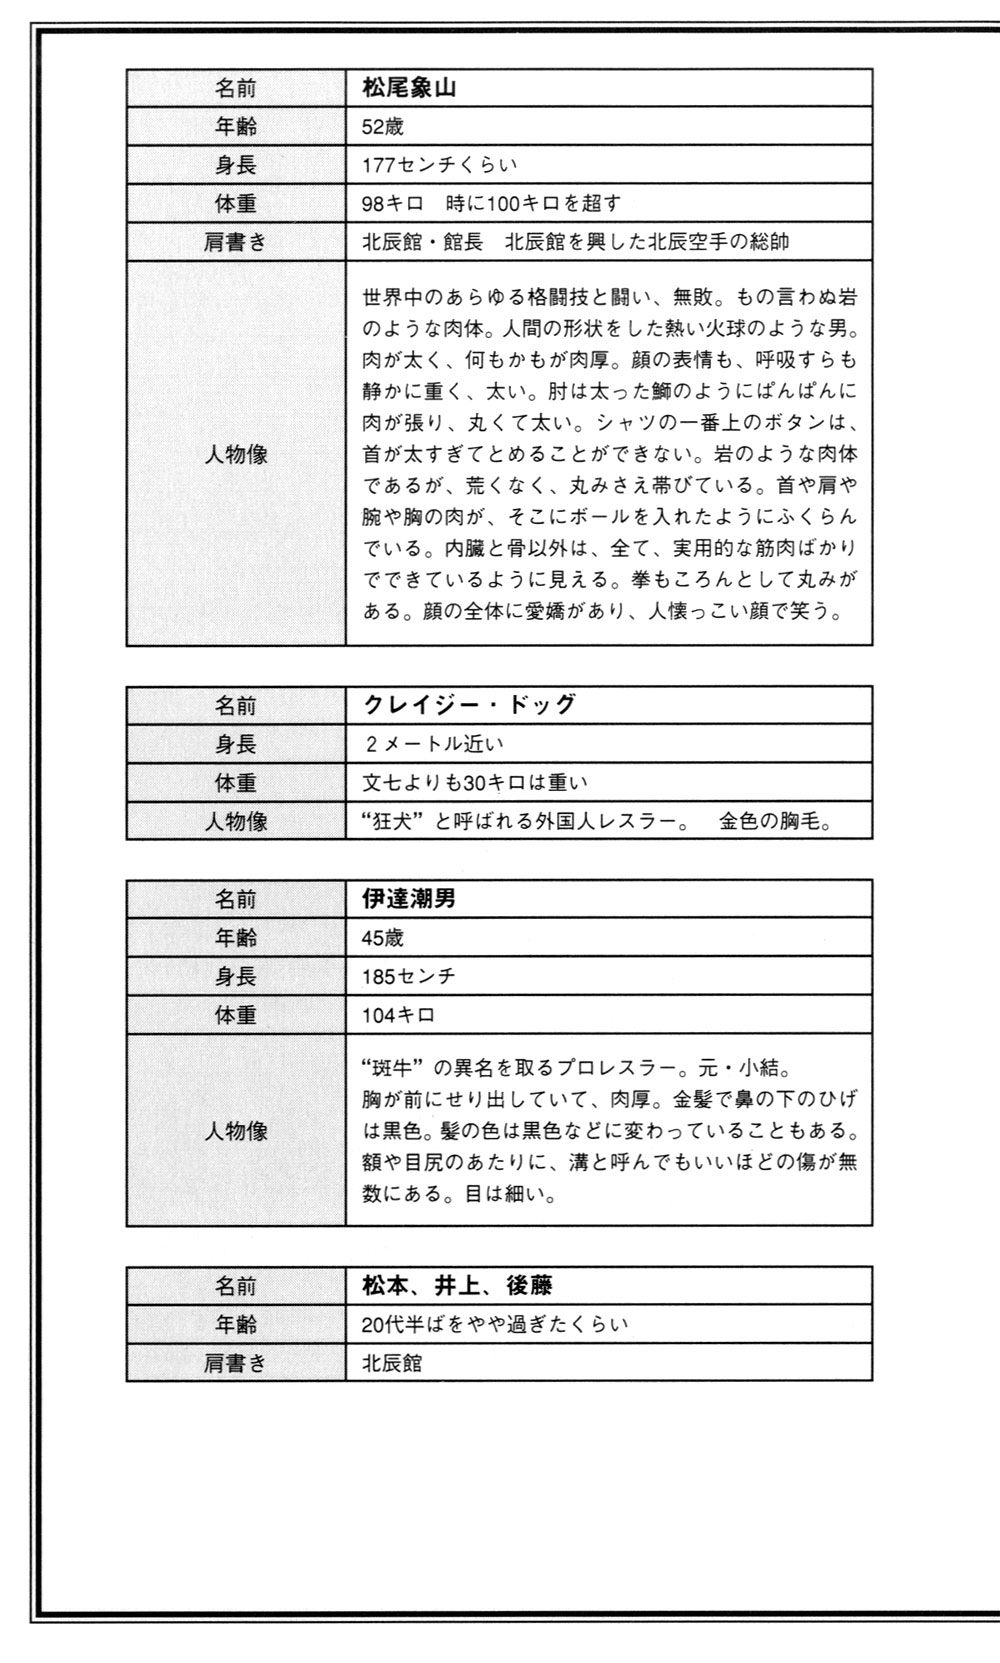 名前 松尾象山
年齢 52歳
身長 177センチくらい
体重 98キロ　時に100キロを超す
肩書き 北辰館・館長　北辰館を興した北辰空手の総帥
人物像
世界中のあらゆる格闘技と闘い、無敗。もの言わぬ岩
のような肉体。人間の形状をした熱い火球のような男。
肉が太く、何もかもが肉厚。顔の表情も、呼吸すらも
静かに重く、太い。肘は太った鰤のようにぱんぱんに
肉が張り、丸くて太い。シャツの一番上のボタンは、
首が太すぎてとめることができない。岩のような肉体
であるが、荒くなく、丸みさえ帯びている。首や肩や
腕や胸の肉が、そこにボールを入れたようにふくらん
でいる。内臓と骨以外は、全て、実用的な筋肉ばかり
でできているように見える。拳もころんとして丸みが
ある。顔の全体に愛嬌があり、人懐っこい顔で笑う。
名前 クレイジー・ドッグ
身長 2メートル近い
体重 文七よりも30キロは重い
人物像 “狂犬”と呼ばれる外国人レスラー。　金色の胸毛。
名前 伊達潮男
年齢 45歳
身長 185センチ
体重 104キロ
人物像
“斑牛”の異名を取るプロレスラー。元・小結。
胸が前にせり出していて、肉厚。金髪で鼻の下のひげ
は黒色。髪の色は黒色などに変わっていることもある。
額や目尻のあたりに、溝と呼んでもいいほどの傷が無
数にある。目は細い。
名前 松本、井上、後藤
年齢 20代半ばをやや過ぎたくらい
肩書き 北辰館